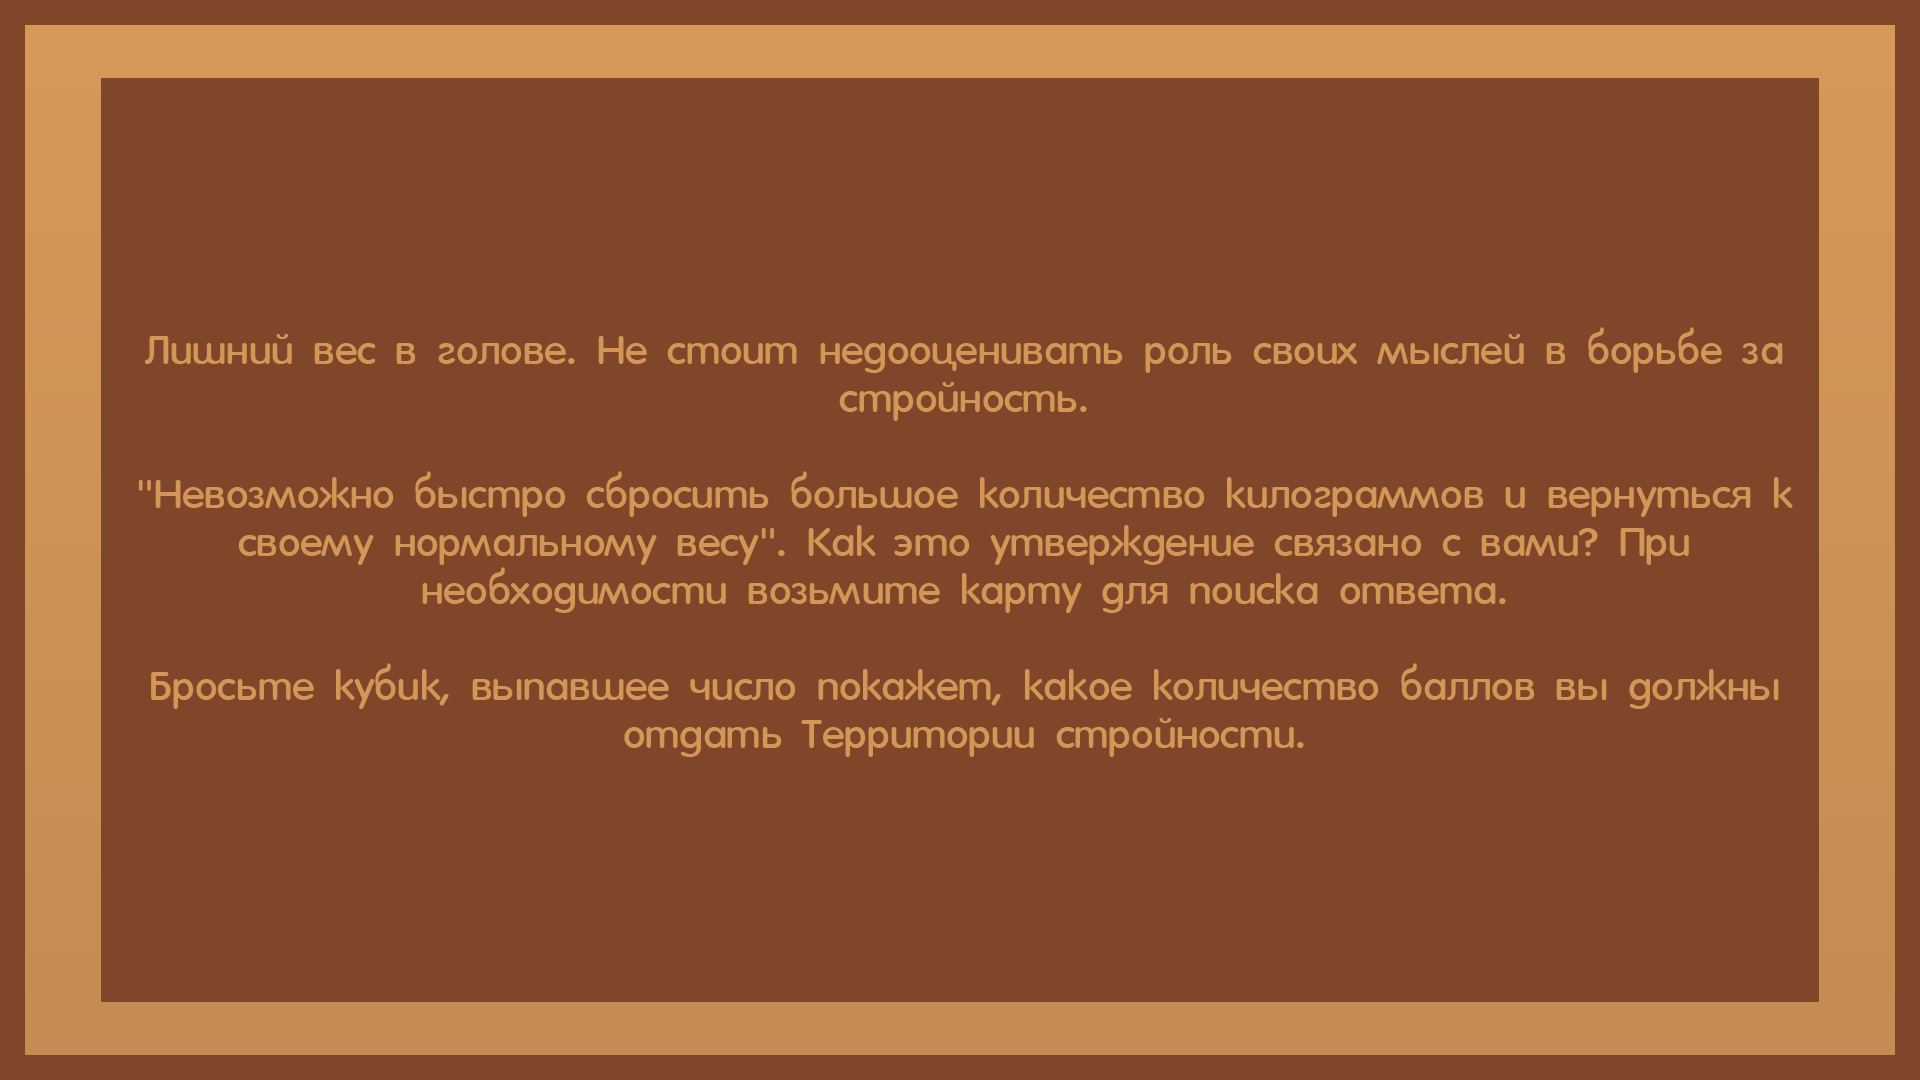 Лишний вес в голове. Не стоит недооценивать роль своих мыслей в борьбе за
стройность.
"Невозможно быстро сбросить большое количество килограммов и вернуться к
своему нормальному весу". Как это утверждение связано с вами? При
необходимости возьмите карту для поиска ответа.
Бросьте кубик, выпавшее число покажет, какое количество баллов вы должны
отдать Территории стройности.